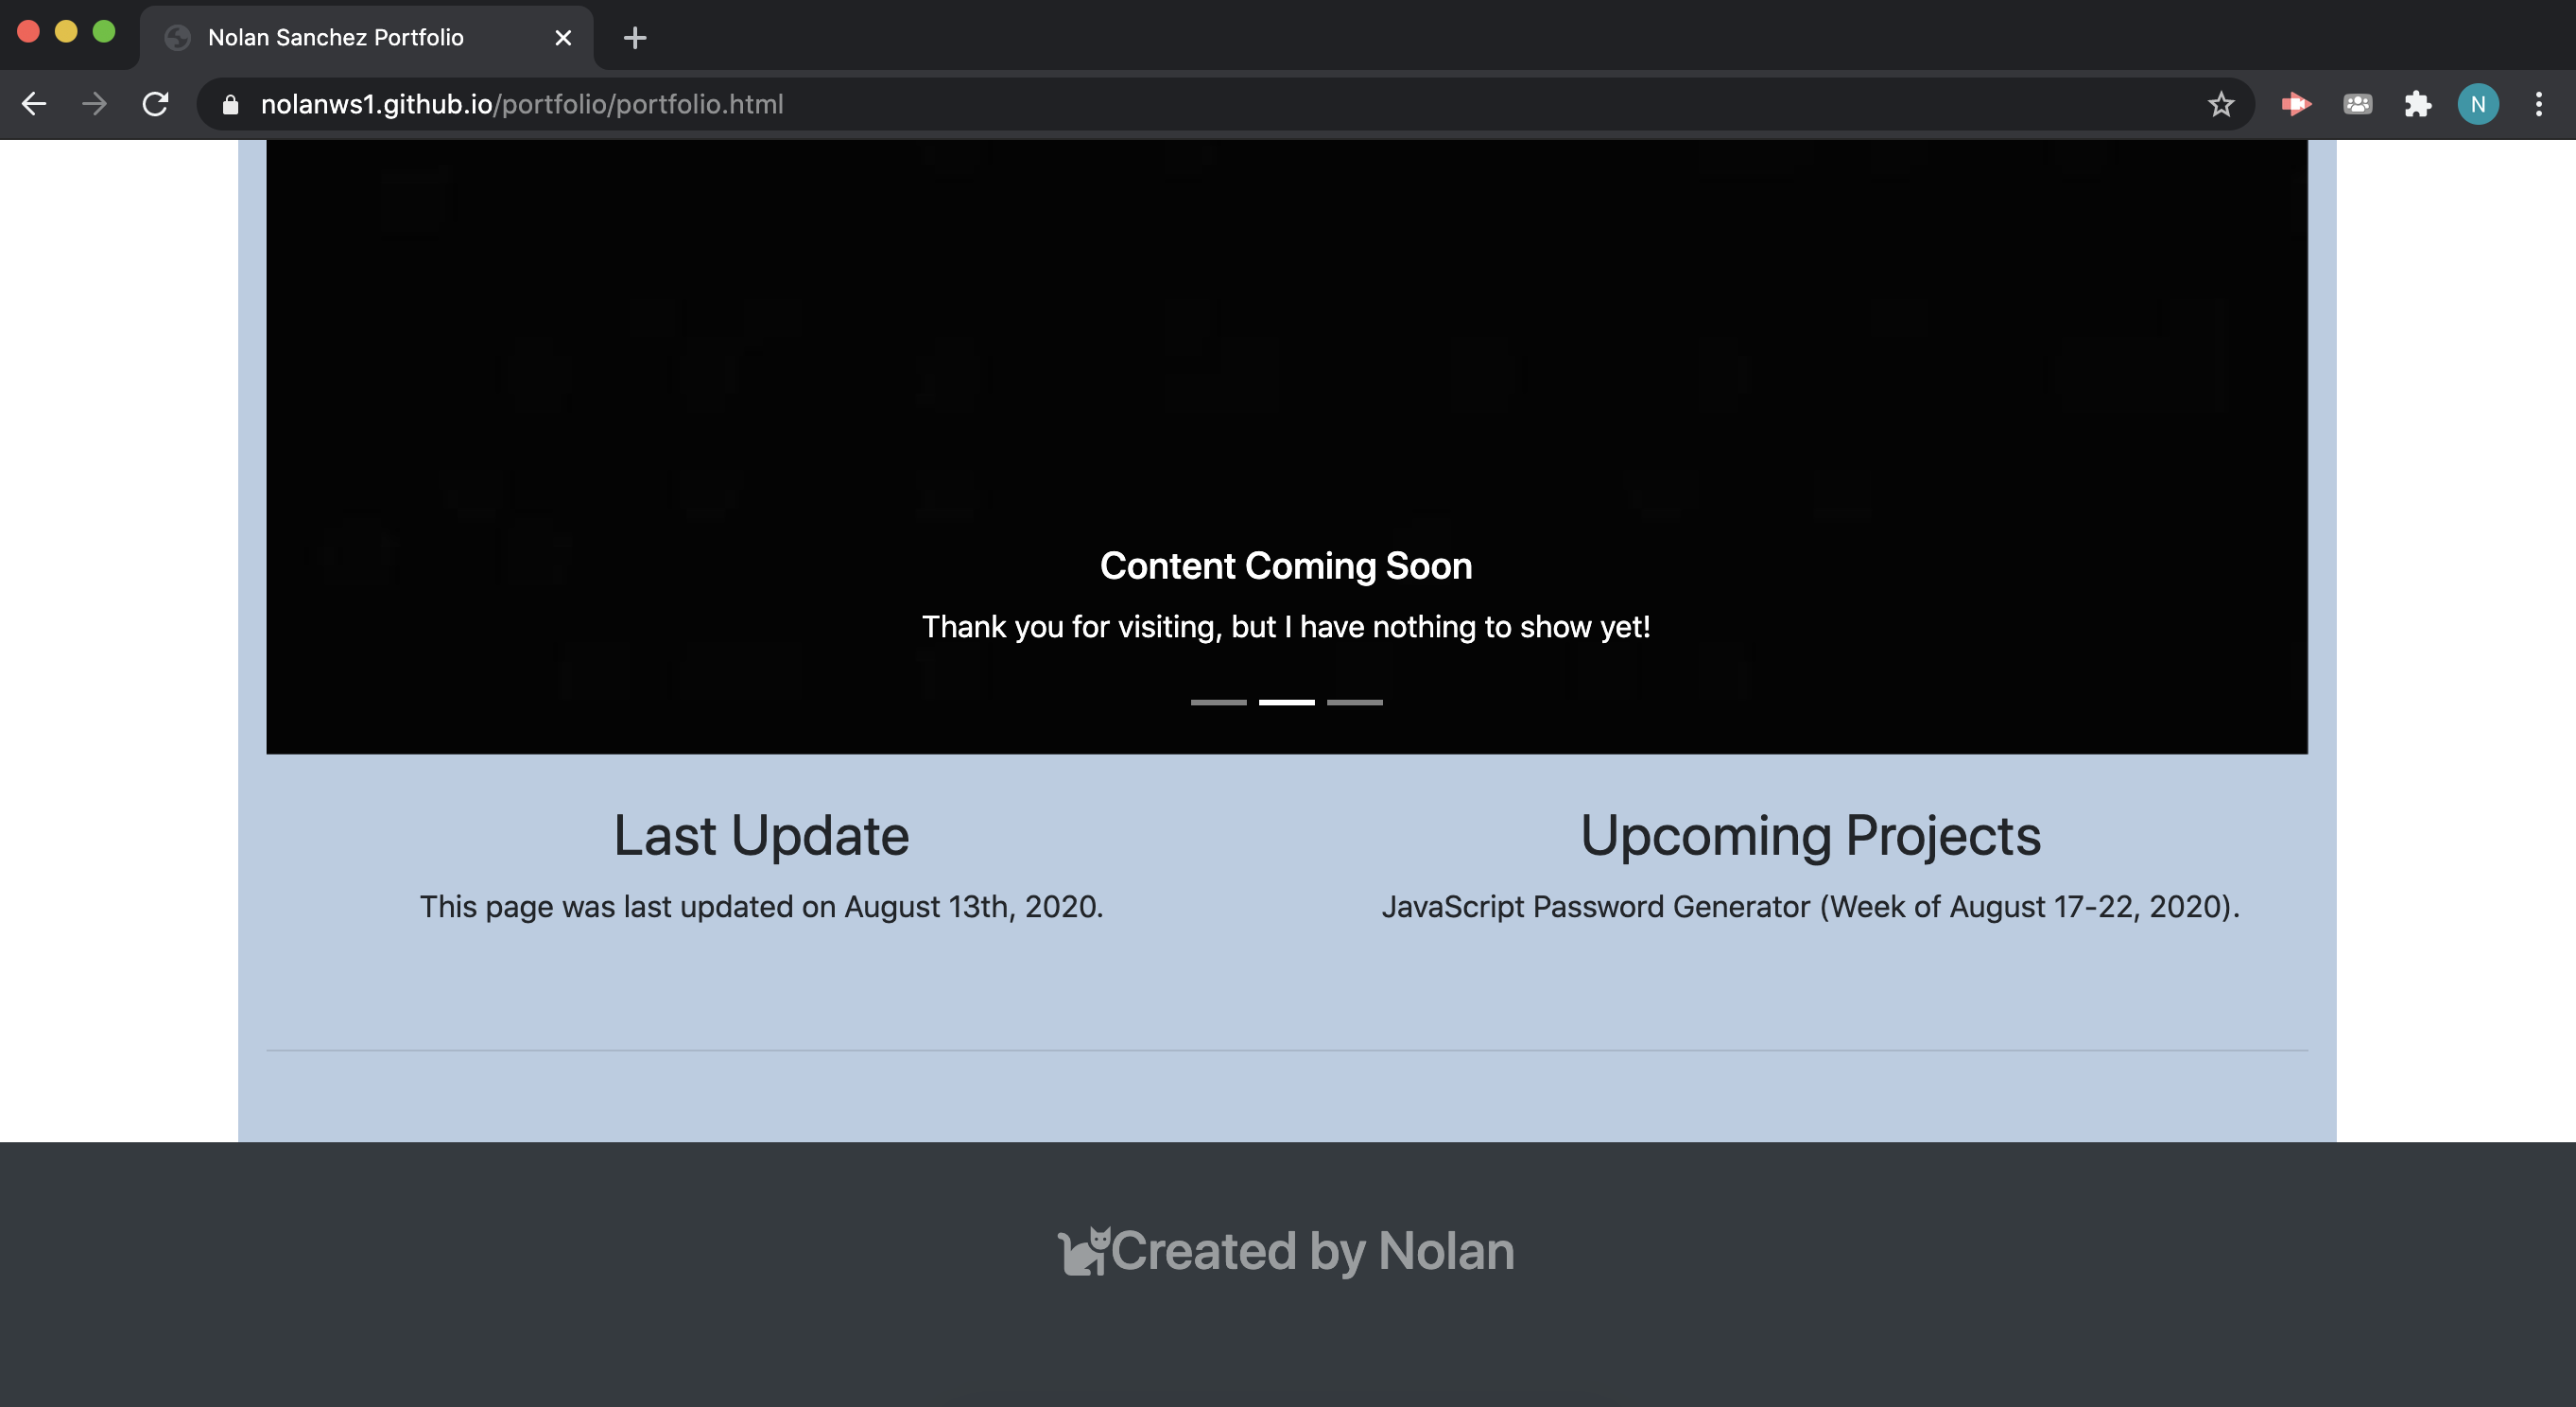 Nolan Sanchez Portfolio
nolanws1.github.io/portfolio/portfolio.html
N
Content Coming Soon
Thank you for visiting, but I have nothing to show yet!
Last Update
Upcoming Projects
This page was last updated on August 13th, 2020.
JavaScript Password Generator (Week of August 17-22, 2020).
Created by Nolan